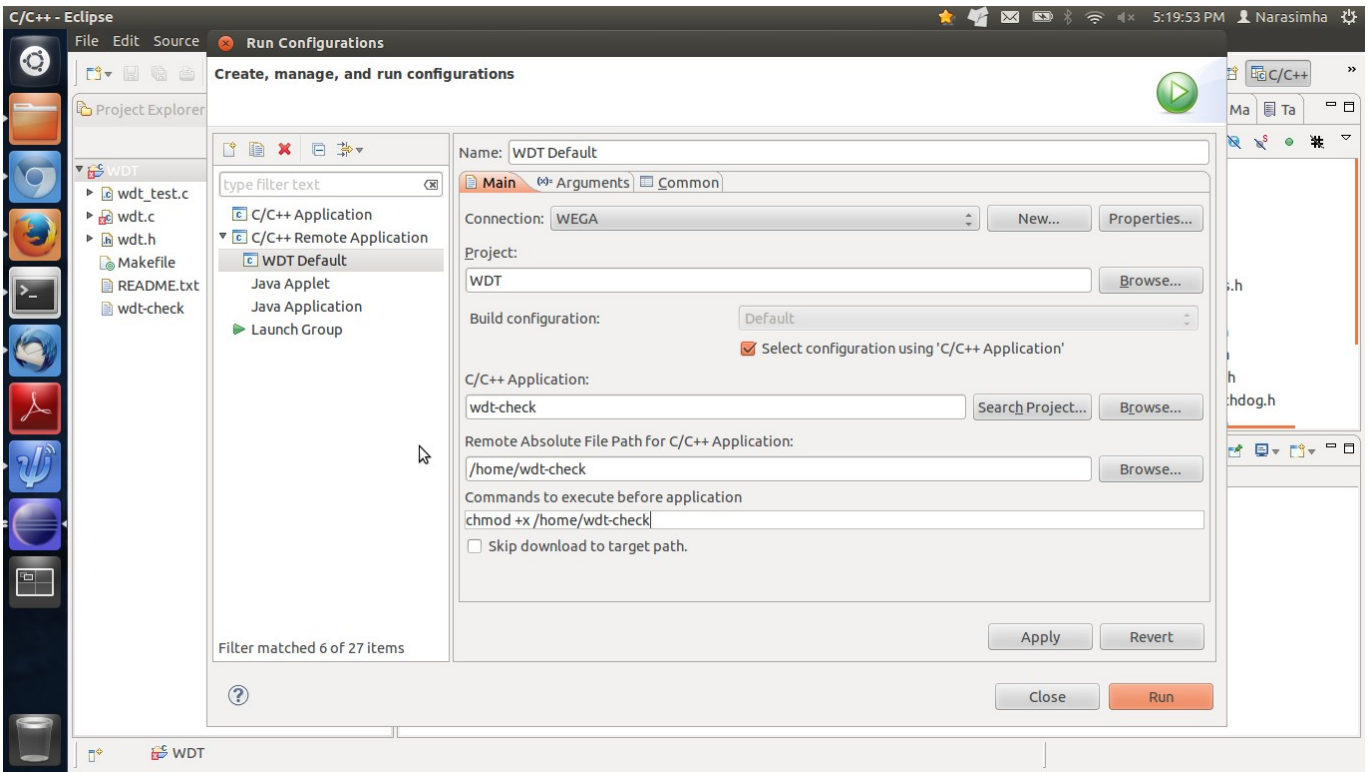 C/C++ - Eclipse
5:19:53 PM Narasimha
File Edit Source
Run Configurations
Create, manage, and run configurations
C/C++
»
Project Explorer
Ma
Ta
WDT
wdt_test.c
wdt.c
wdt.h
Makefile
README.txt
wdt-check
type filter text
C/C++ Application
C/C++ Remote Application
WDT Default
Java Applet
Java Application
Launch Group
Filter matched 6 of 27 items
Name: WDT Default
Main Arguments Common
Connection: WEGA New... Properties...
Project:
WDT Browse...
Build configuration: Default
Select configuration using 'C/C++ Application'
C/C++ Application:
wdt-check Search Project... Browse...
Remote Absolute File Path for C/C++ Application:
/home/wdt-check Browse...
Commands to execute before application
chmod +x /home/wdt-check
Skip download to target path.
Apply Revert
Close Run
s.h
h
hdog.h
WDT